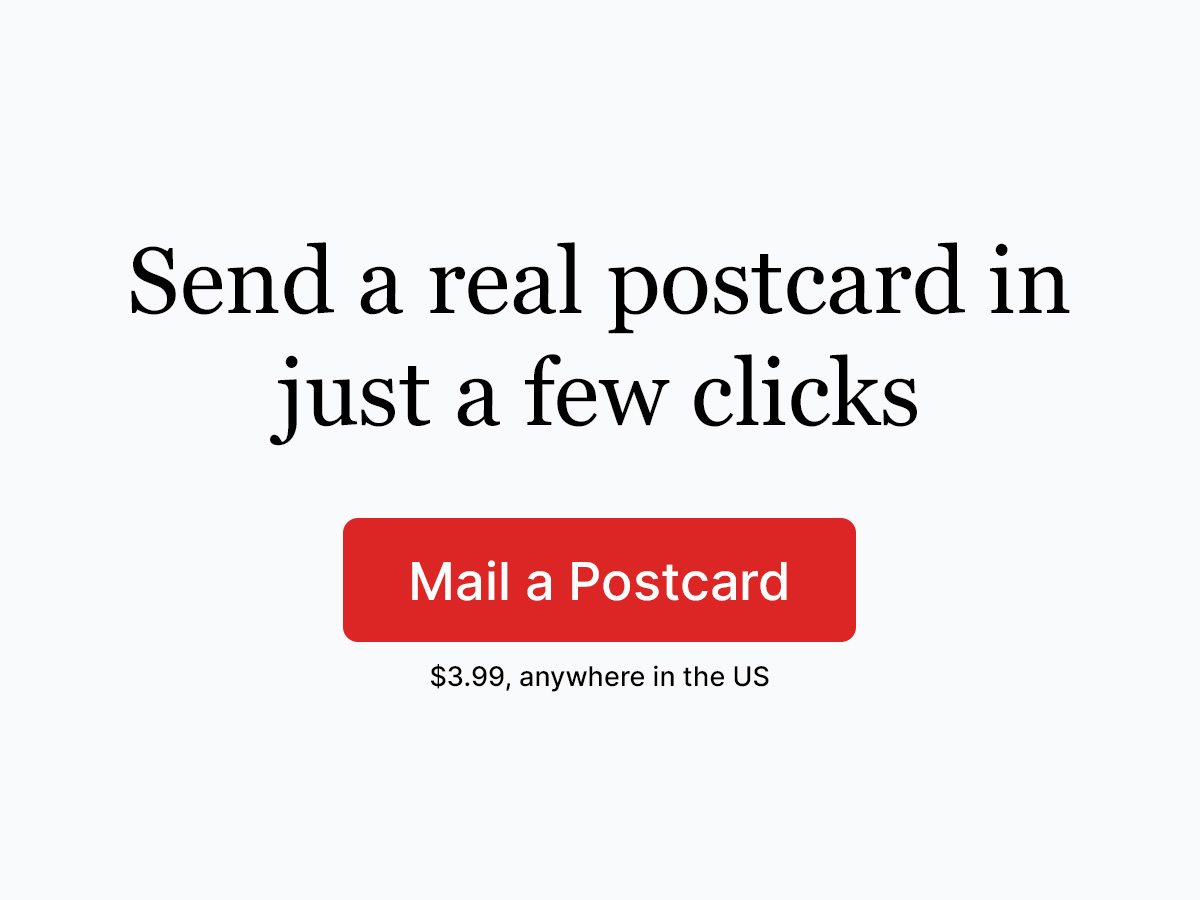 Send a real postcard in
just a few clicks
Mail a Postcard
$3.99, anywhere in the US